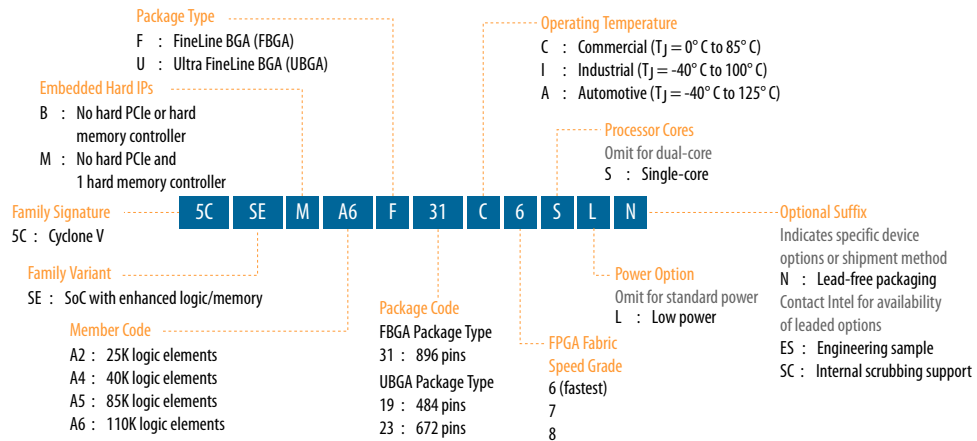 Package Type
F : FineLine BGA (FBGA)
U : Ultra FineLine BGA (UBGA)
Operating Temperature
C : Commercial (TJ = 0° C to 85° C)
I : Industrial (TJ = -40° C to 100° C)
A : Automotive (TJ = -40° C to 125° C)
Embedded Hard IPs
B : No hard PCIe or hard
memory controller
M : No hard PCIe and
1 hard memory controller
Processor Cores
Omit for dual-core
S : Single-core
Family Signature
5C : Cyclone V
5C SE M A6 F 31 C 6 S L N
Optional Suffix
Indicates specific device
options or shipment method
N : Lead-free packaging
Contact Intel for availability
of leaded options
ES : Engineering sample
SC : Internal scrubbing support
Family Variant
SE : SoC with enhanced logic/memory
Member Code
A2 : 25K logic elements
A4 : 40K logic elements
A5 : 85K logic elements
A6 : 110K logic elements
Package Code
FBGA Package Type
31 : 896 pins
UBGA Package Type
19 : 484 pins
23 : 672 pins
Power Option
Omit for standard power
L : Low power
FPGA Fabric
Speed Grade
6 (fastest)
7
8